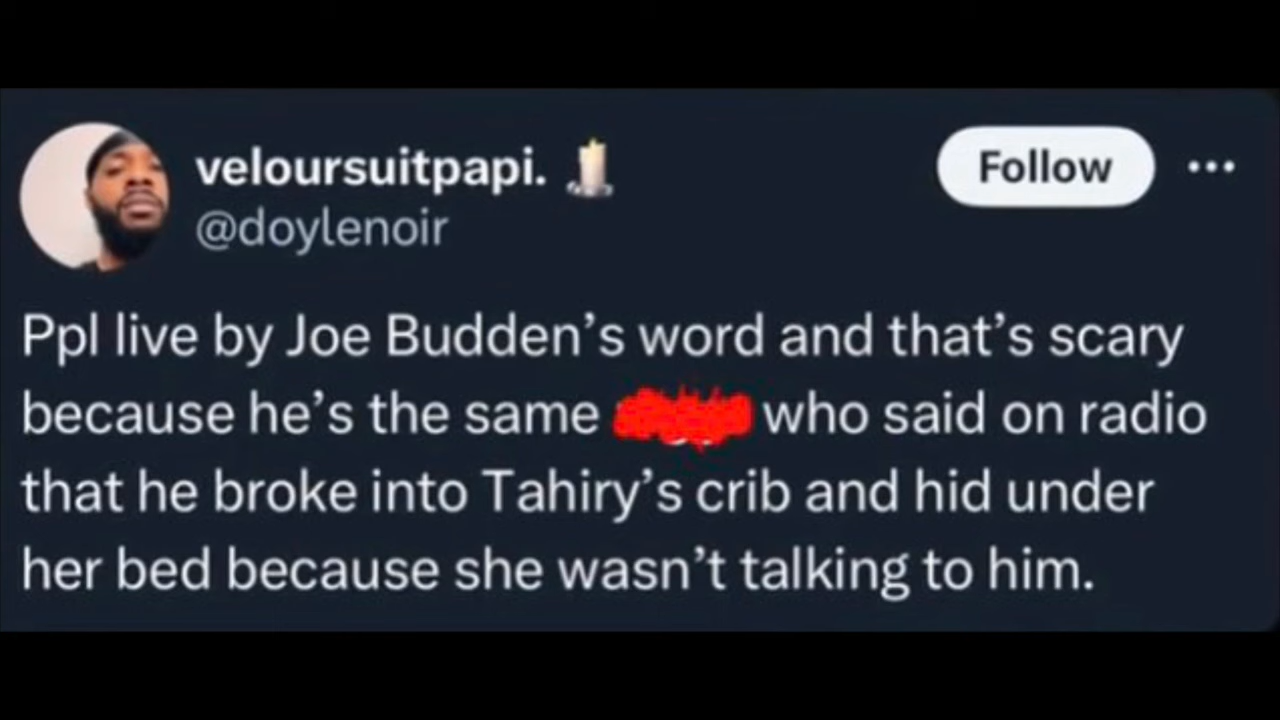 veloursuitpapi. 🕯️
@doylenoir
Follow
Ppl live by Joe Budden’s word and that’s scary
because he’s the same who said on radio
that he broke into Tahiry’s crib and hid under
her bed because she wasn’t talking to him.